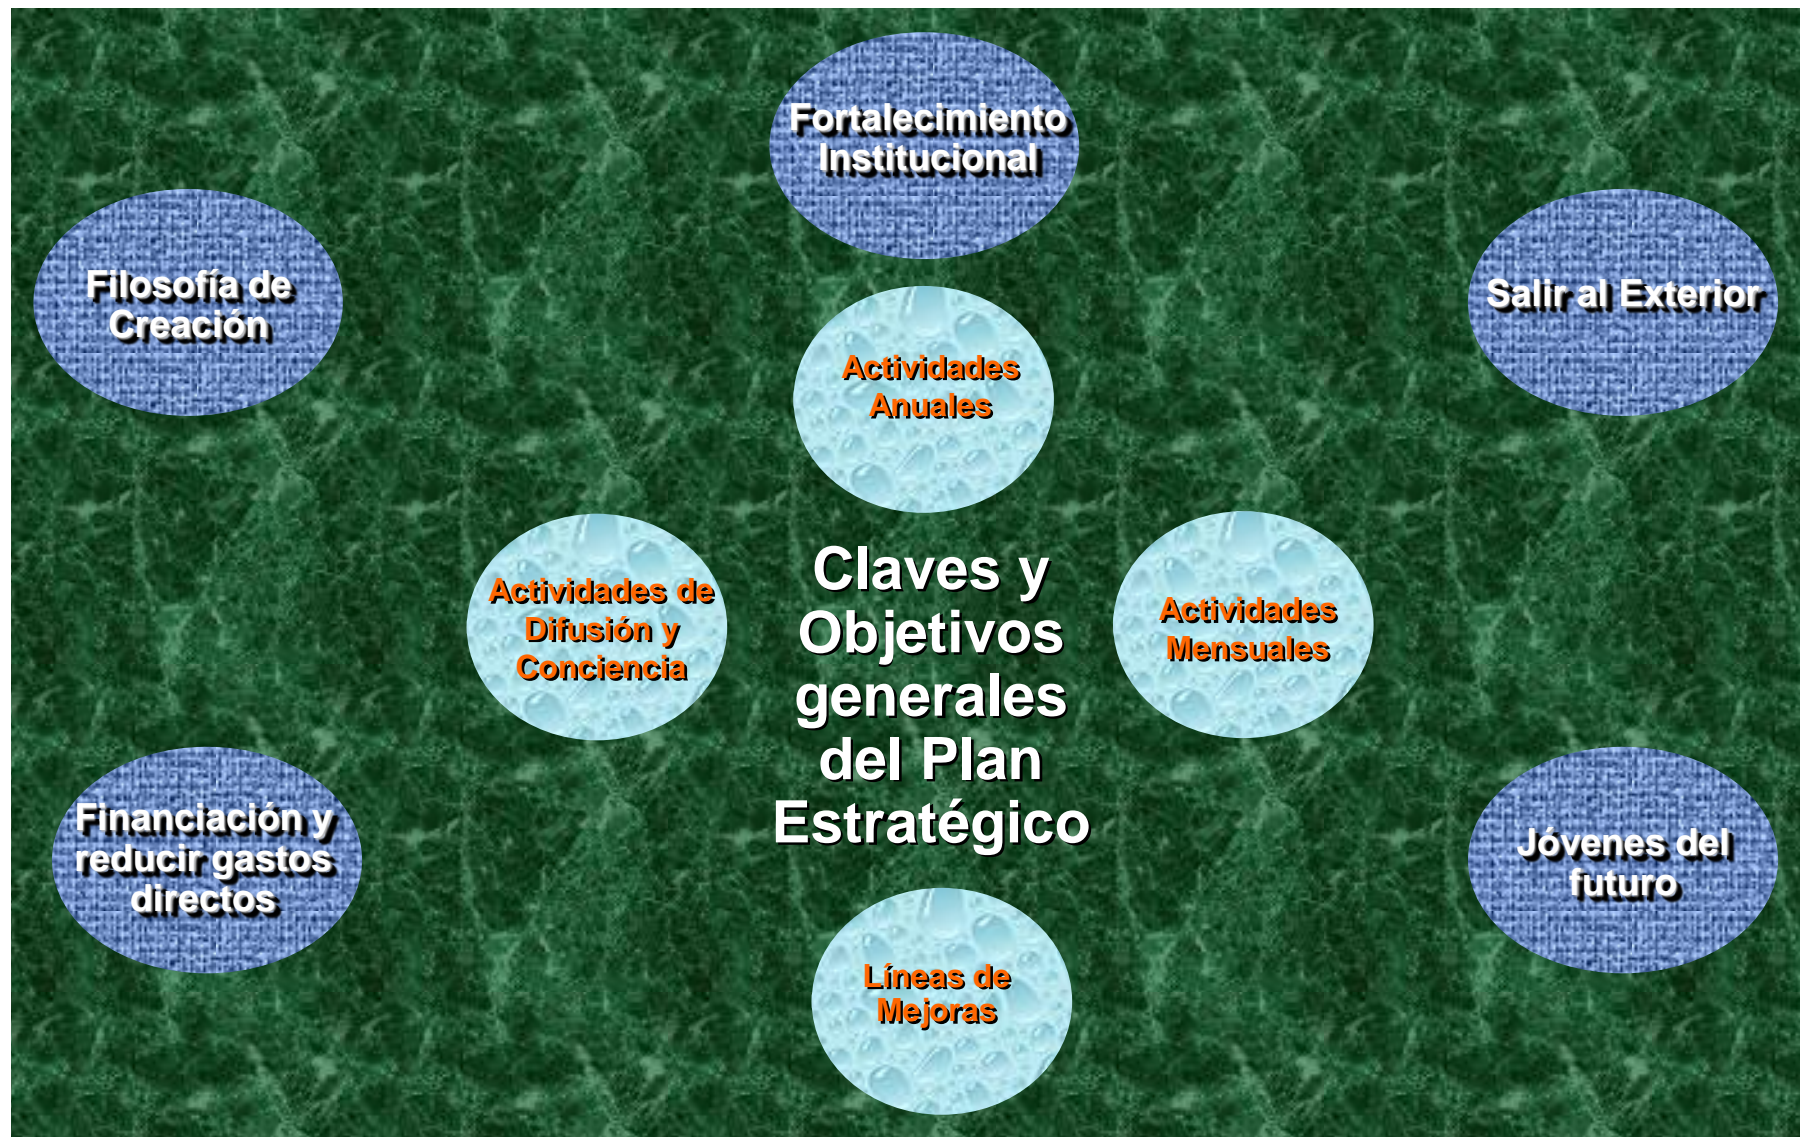 Fortalecimiento
Institucional
Filosofía de
Creación
Salir al Exterior
Actividades
Anuales
Actividades de
Difusión y
Conciencia
Claves y
Objetivos
generales
del Plan
Estratégico
Actividades
Mensuales
Financiación y
reducir gastos
directos
Jóvenes del
futuro
Líneas de
Mejoras